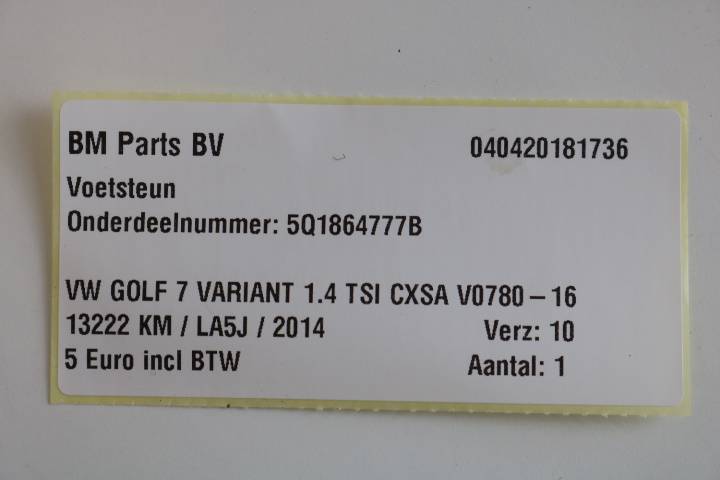 BM Parts BV 040420181736
Voetsteun
Onderdeelnummer: 5Q1864777B
VW GOLF 7 VARIANT 1.4 TSI CXSA V0780-16
13222 KM / LA5J / 2014 Verz: 10
5 Euro incl BTW Aantal: 1